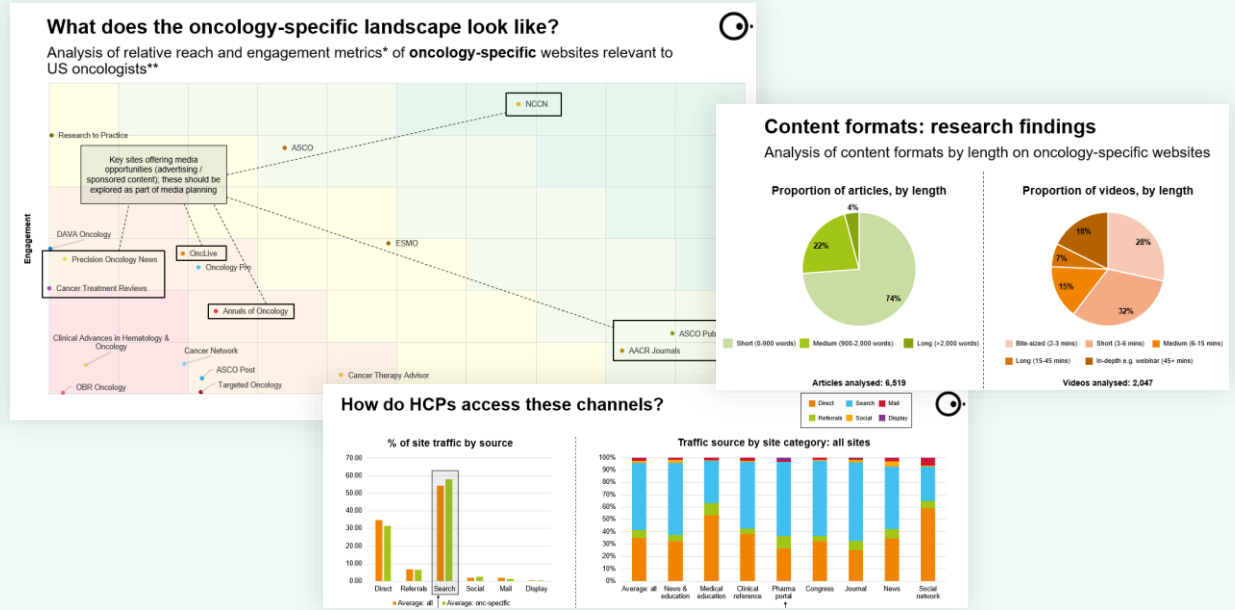 What does the oncology-specific landscape look like?
Analysis of relative reach and engagement metrics* of oncology-specific websites relevant to
US oncologists**
Engagement
NCCN
Research to Practice
ASCO
Key sites offering media
opportunities (advertising /
sponsored content); these should be
explored as part of media planning
DAVA Oncology
Precision Oncology News
OncLive
Oncology Pro
ESMO
Cancer Treatment Reviews
Annals of Oncology
ASCO Pub
AACR Journals
Clinical Advances in Hematology &
Oncology
Cancer Network
ASCO Post
Cancer Therapy Advisor
OBR Oncology
Targeted Oncology
Content formats: research findings
Analysis of content formats by length on oncology-specific websites
Proportion of articles, by length
4%
22%
74%
Short (0-900 words)
Medium (900-2,000 words)
Long (>2,000 words)
Articles analysed: 6,519
Proportion of videos, by length
18%
28%
7%
15%
32%
Bite-sized (2-3 mins)
Short (3-6 mins)
Medium (6-15 mins)
Long (15-45 mins)
In-depth e.g. webinar (45+ mins)
Videos analysed: 2,047
How do HCPs access these channels?
Direct
Search
Mail
Referrals
Social
Display
% of site traffic by source
70.00
60.00
50.00
40.00
30.00
20.00
10.00
0.00
Direct
Referrals
Search
Social
Mail
Display
Average: all
Average: onc-specific
Traffic source by site category: all sites
100%
90%
80%
70%
60%
50%
40%
30%
20%
10%
0%
Average: all
News &
education
Medical
education
Clinical
reference
Pharma
portal
Congress
Journal
News
Social
network